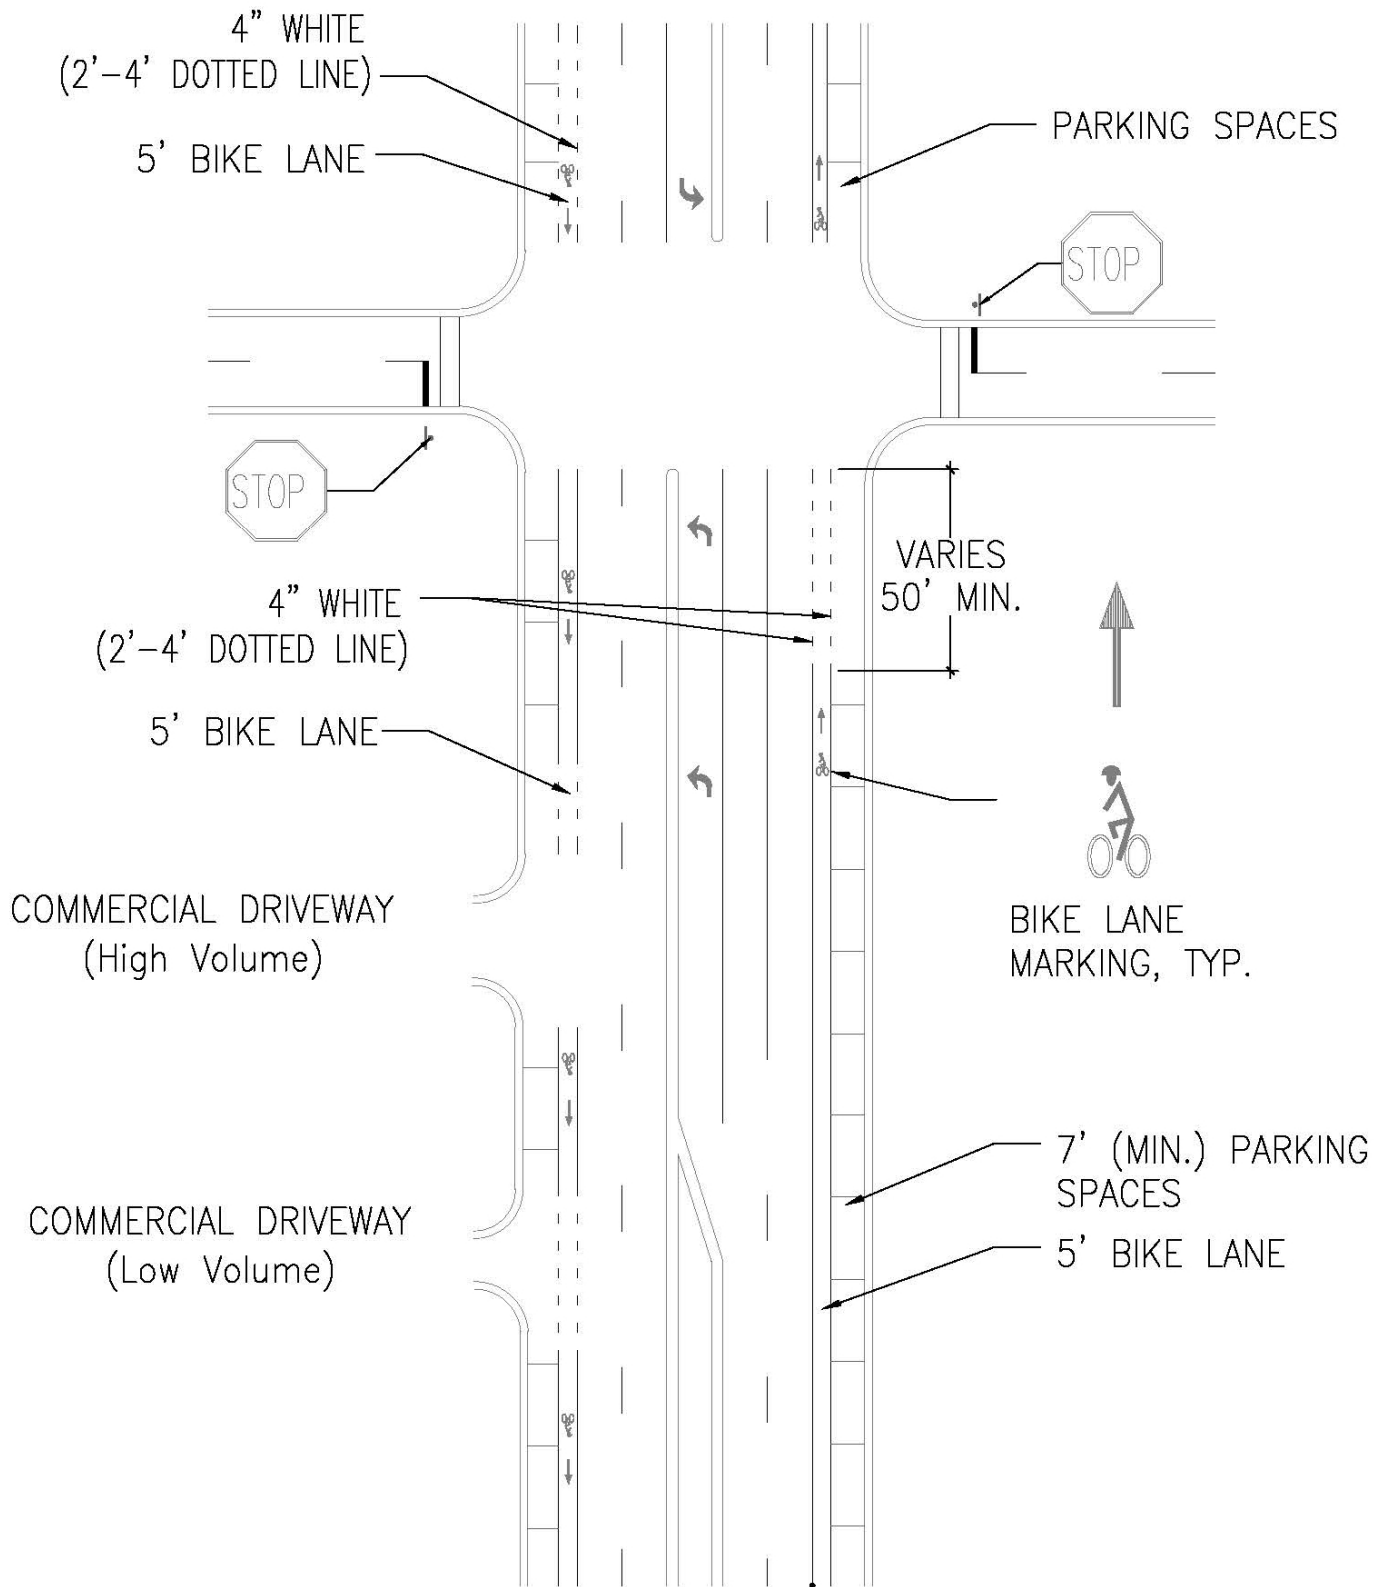 4” WHITE
(2’-4’ DOTTED LINE)
5’ BIKE LANE
PARKING SPACES
STOP
STOP
VARIES
50’ MIN.
4” WHITE
(2’-4’ DOTTED LINE)
5’ BIKE LANE
COMMERCIAL DRIVEWAY
(High Volume)
BIKE LANE
MARKING, TYP.
7’ (MIN.) PARKING
SPACES
COMMERCIAL DRIVEWAY
(Low Volume)
5’ BIKE LANE